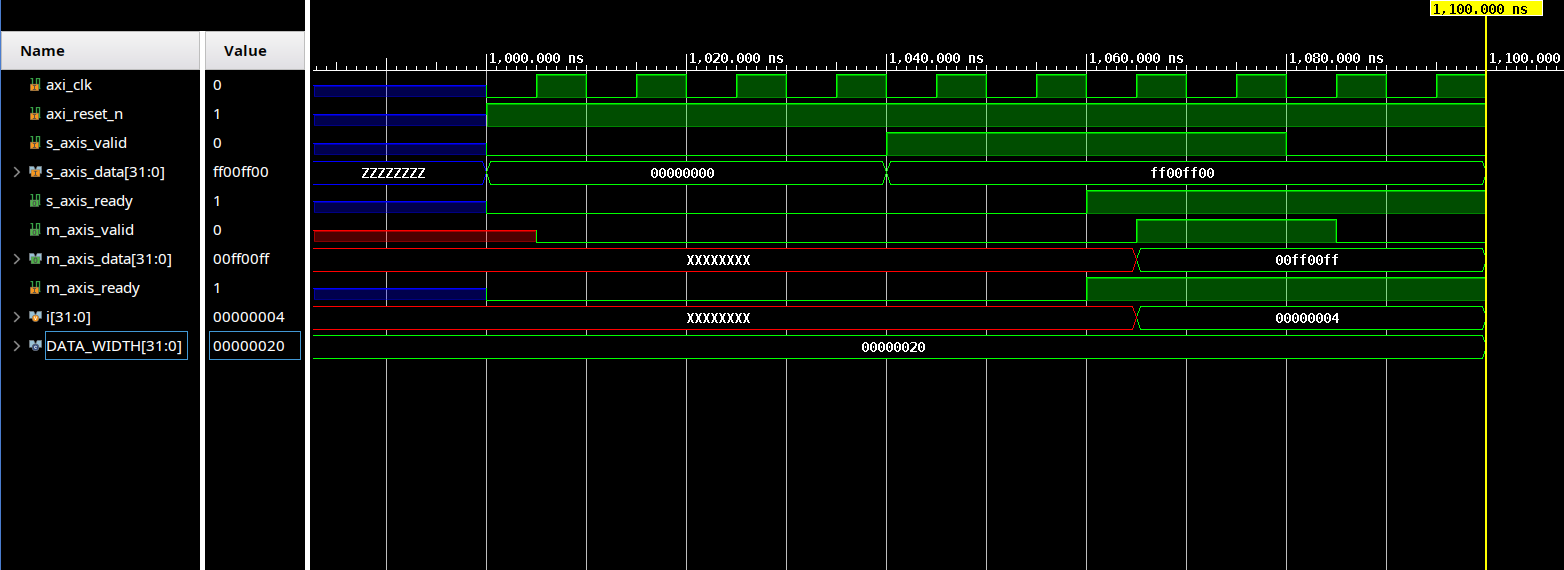 1,100.000 ns
Name Value
1,000.000 ns 1,020.000 ns 1,040.000 ns 1,060.000 ns 1,080.000 ns 1,100.000
axi_clk 0
axi_reset_n 1
s_axis_valid 0
s_axis_data[31:0] ff00ff00 ZZZZZZZZ 00000000 ff00ff00
s_axis_ready 1
m_axis_valid 0
m_axis_data[31:0] 00ff00ff XXXXXXXX 00ff00ff
m_axis_ready 1
i[31:0] 00000004 XXXXXXXX 00000004
DATA_WIDTH[31:0] 00000020 00000020